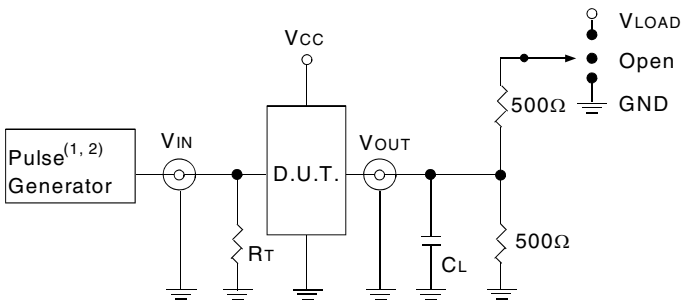 VLOAD
VCC
Open
500Ω
GND
VIN
VOUT
Pulse(1, 2)
Generator
D.U.T.
RT
CL
500Ω